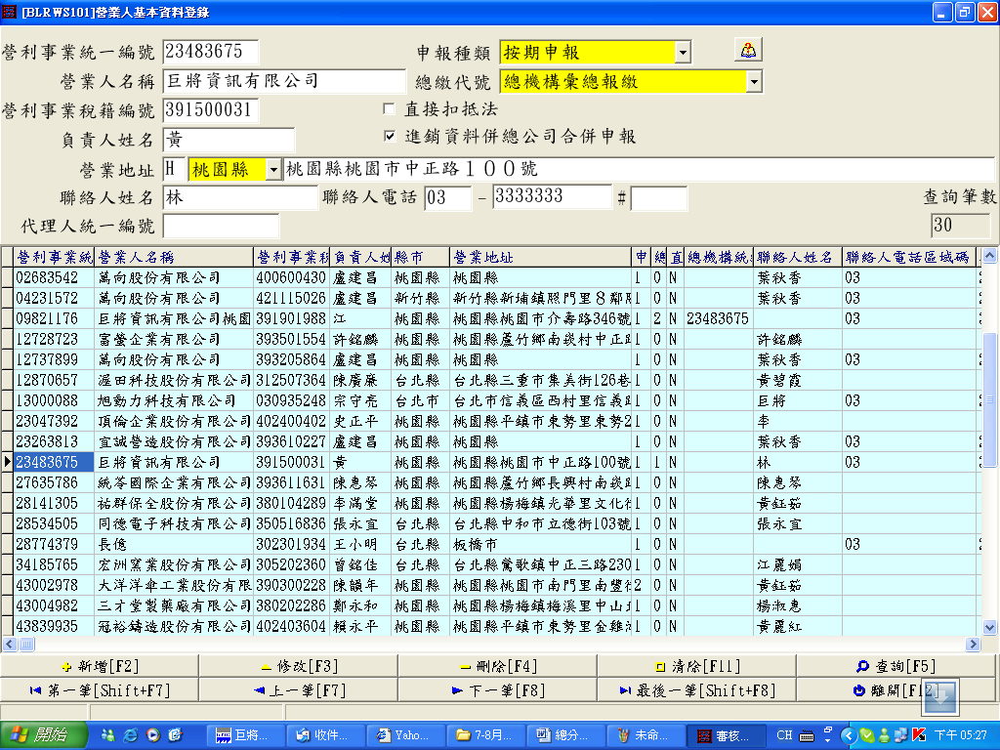 [BLRWS101]營業人基本資料登錄
營利事業統一編號 23483675 申報種類 按期申報
營業人名稱 巨將資訊有限公司 總繳代號 總機構彙總報繳
營利事業稅籍編號 391500031 直接扣抵法
負責人姓名 黃 進銷資料併總公司合併申報
營業地址 H 桃園縣 桃園縣桃園市中正路１００號
聯絡人姓名 林 聯絡人電話 03 - 3333333 # 查詢筆數
代理人統一編號 30
營利事業統 營業人名稱 營利事業稅 負責人姓 縣市 營業地址 申 總 直 總機構統 聯絡人姓名 聯絡人電話區域碼
02683542 萬向股份有限公司 400600430 盧建昌 桃園縣 桃園縣 1 0 N 葉秋香 03
04231572 萬向股份有限公司 421115026 盧建昌 新竹縣 新竹縣新埔鎮照門里８鄰 1 0 N 葉秋香 03
09821176 巨將資訊有限公司桃園 391901988 江 桃園縣 桃園縣桃園市介壽路346號 1 2 N 23483675 03
12728723 富螢企業有限公司 393501554 許銘麟 桃園縣 桃園縣蘆竹鄉南崁村中正 1 0 N 許銘麟
12737899 萬向股份有限公司 393205864 盧建昌 桃園縣 桃園縣 1 0 N 葉秋香 03
12870657 渥田科技股份有限公司 312507364 陳廣廉 台北縣 台北縣三重市集美街126巷 1 0 N 黃碧霞
13000088 旭動力科技有限公司 030935248 宗守亮 台北市 台北市信義區西村里信義 1 0 N 巨將 03
23047392 頂倫企業股份有限公司 402400402 史正平 桃園縣 桃園縣平鎮市東勢里東勢2 1 0 N 李
23263813 宜誠營造股份有限公司 393610227 盧建昌 桃園縣 桃園縣 1 0 N 葉秋香 03
23483675 巨將資訊有限公司 391500031 黃 桃園縣 桃園縣桃園市中正路100號 1 1 N 林 03
27635786 統苓國際企業有限公司 393611631 陳惠琴 桃園縣 桃園縣蘆竹鄉長興村南崁 1 0 N 陳惠琴
28141305 祐群保全股份有限公司 380104289 李滿堂 桃園縣 桃園縣楊梅鎮光華里文化 1 0 N 黃鈺茹
28534505 同德電子科技有限公司 350516836 張永宜 台北縣 台北縣中和市立德街103號 1 0 N 張永宜
28774379 長億 302301934 王小明 台北縣 板橋市 1 0 N 03
34185765 宏洲窯業股份有限公司 305202360 曾銘佳 台北縣 台北縣鶯歌鎮中正三路230 1 0 N 江麗娟
43002978 大洋洋傘工業股份有限 390300228 陳韻年 桃園縣 桃園縣桃園市南門里南豐街 2 0 N 黃鈺茹
43004982 三才堂製藥廠有限公司 380202286 鄭永和 桃園縣 桃園縣楊梅鎮梅溪里中山 1 0 N 楊淑惠
43839935 冠裕鑄造股份有限公司 402403604 賴永平 桃園縣 桃園縣平鎮市東勢里金雞 1 0 N 黃麗紅
新增[F2] 修改[F3] 刪除[F4] 清除[F11] 查詢[F5]
第一筆[Shift+F7] 上一筆[F7] 下一筆[F8] 最後一筆[Shift+F8] 離開[F12]
開始 巨將... 收件... Yaho... 7-8月... 總分... 未命... 審核... CH 下午 05:27